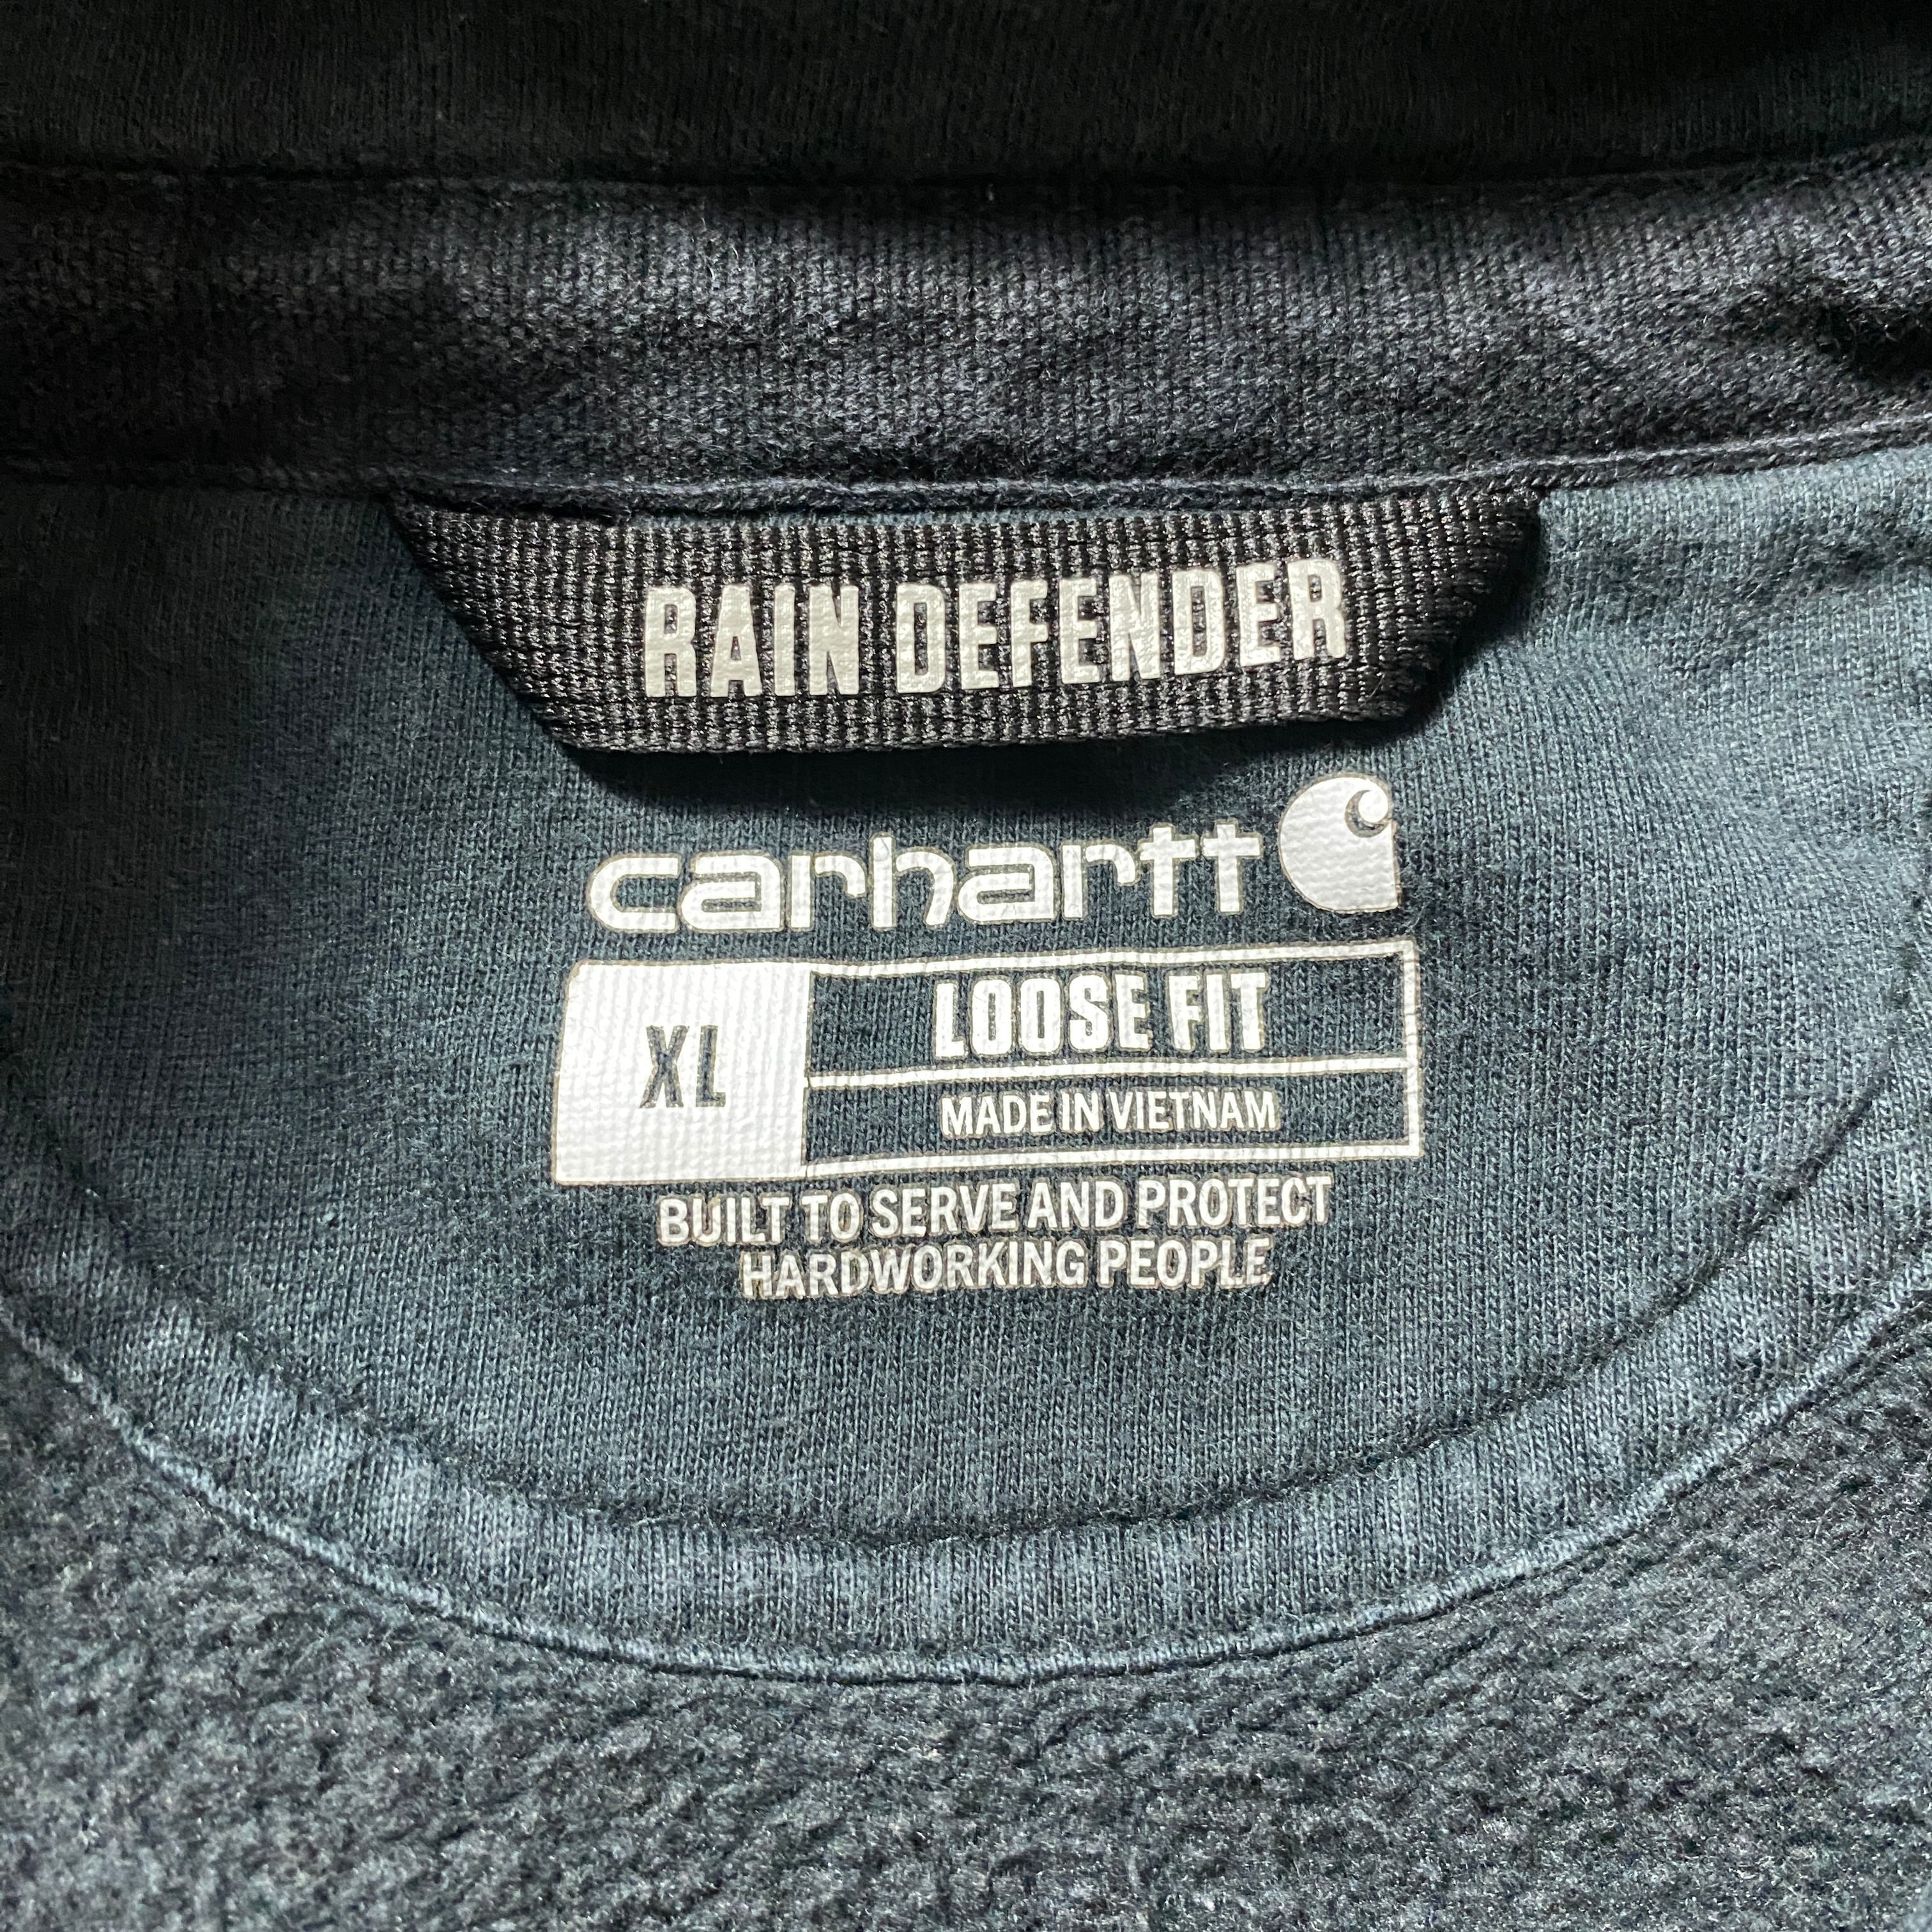 RAIN DEFENDER
carhartt
XL
LOOSE FIT
MADE IN VIETNAM
BUILT TO SERVE AND PROTECT
HARDWORKING PEOPLE